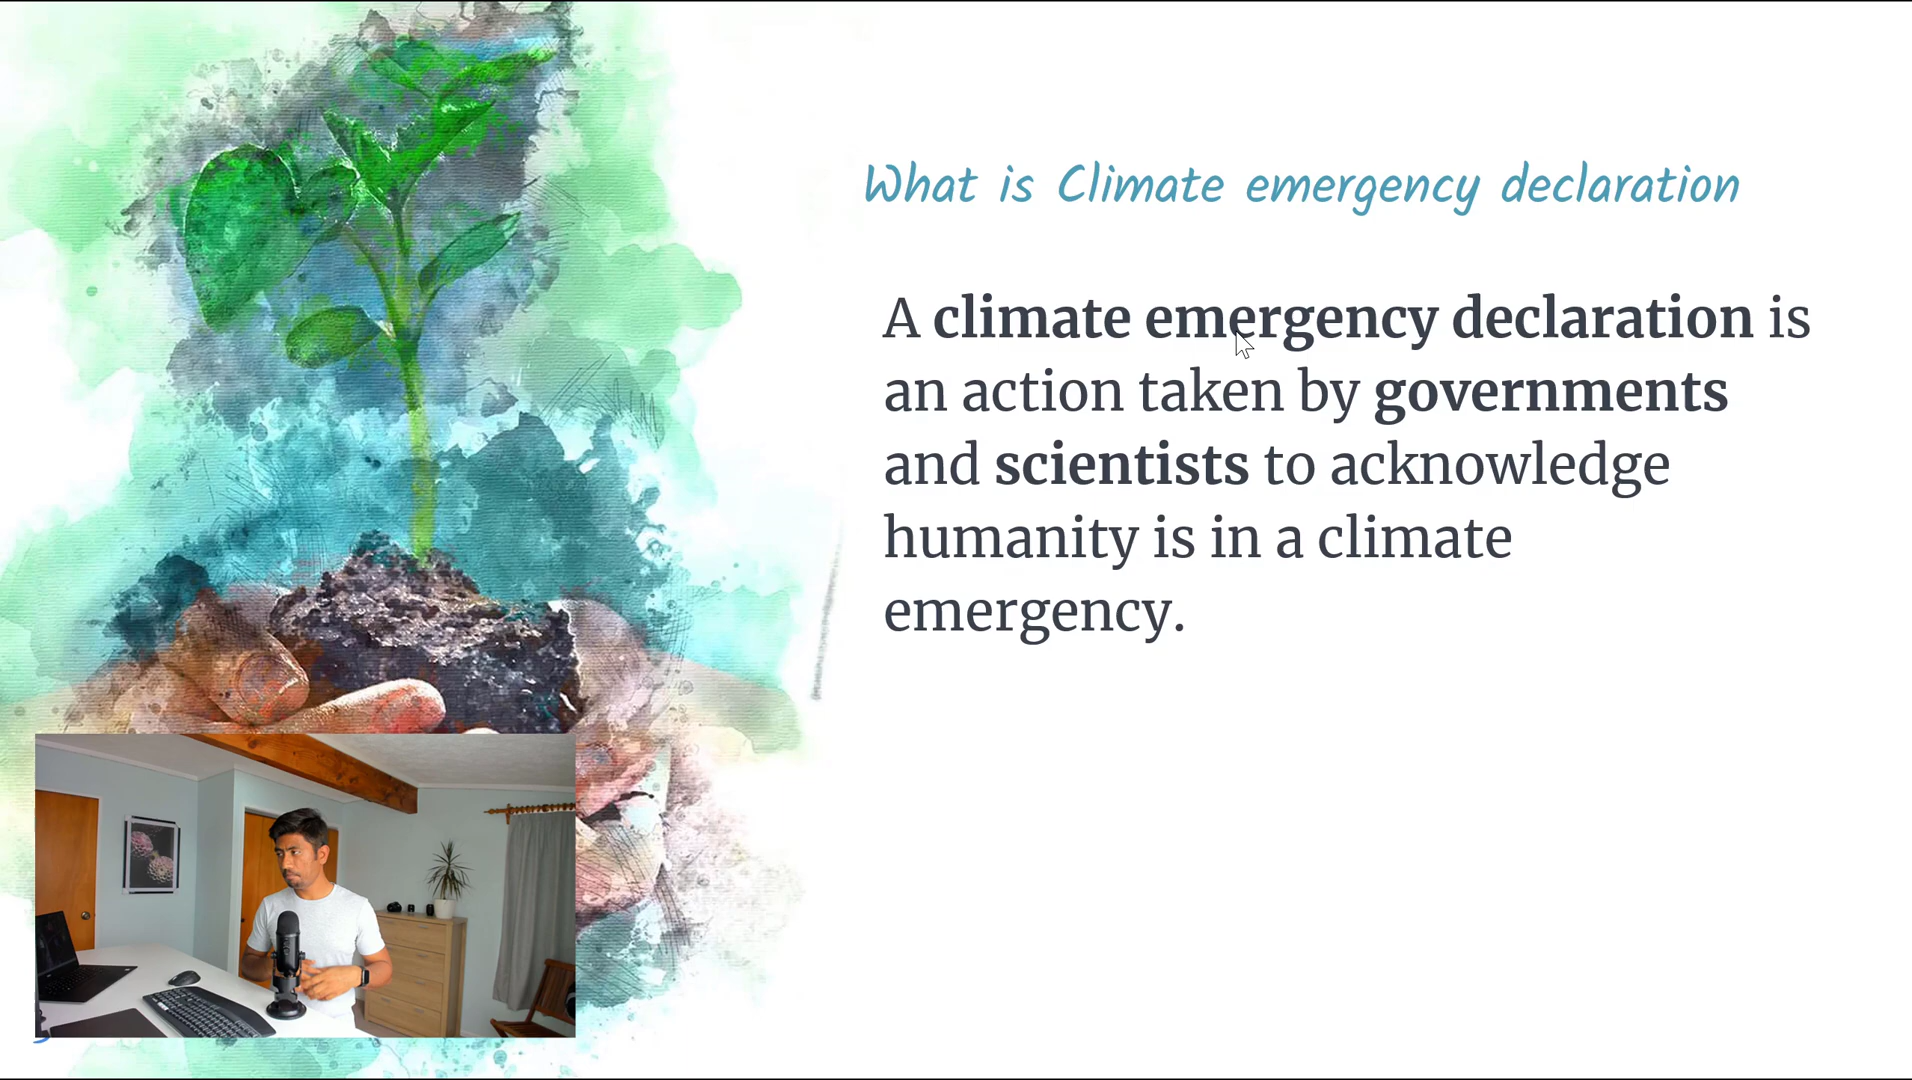 What is Climate emergency declaration
A climate emergency declaration is
an action taken by governments
and scientists to acknowledge
humanity is in a climate
emergency.